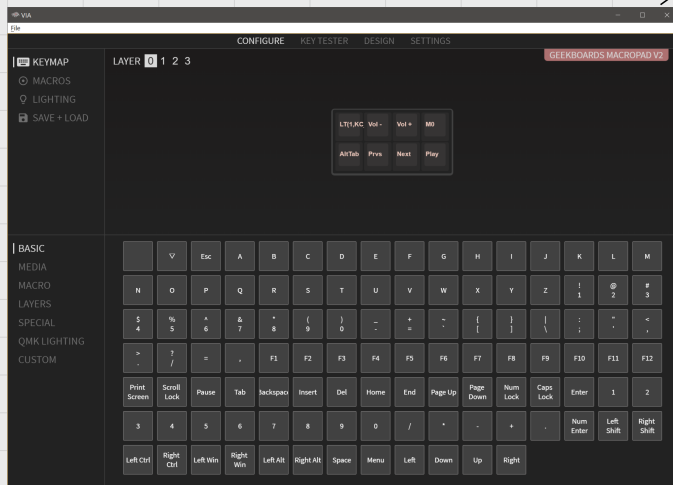 VIA
File
CONFIGURE KEY TESTER DESIGN SETTINGS
KEYMAP
MACROS
LIGHTING
SAVE + LOAD
LAYER 0 1 2 3
GEEKBOARDS MACROPAD V2
LT(1,KC Vol - Vol + M0
AltTab Prvs Next Play
BASIC
MEDIA
MACRO
LAYERS
SPECIAL
QMK LIGHTING
CUSTOM
▽ Esc A B C D E F G H I J K L M
N O P Q R S T U V W X Y Z ! 1 @ 2 # 3
$ 4 % 5 ^ 6 & 7 * 8 ( 9 ) 0 _ - + = ~ ` { [ } ] | \ : ; " ' < ,
> . ? / = , F1 F2 F3 F4 F5 F6 F7 F8 F9 F10 F11 F12
Print Screen Scroll Lock Pause Tab Backspace Insert Del Home End Page Up Page Down Num Lock Caps Lock Enter 1 2
3 4 5 6 7 8 9 0 / * - + . Num Enter Left Shift Right Shift
Left Ctrl Right Ctrl Left Win Right Win Left Alt Right Alt Space Menu Left Down Up Right